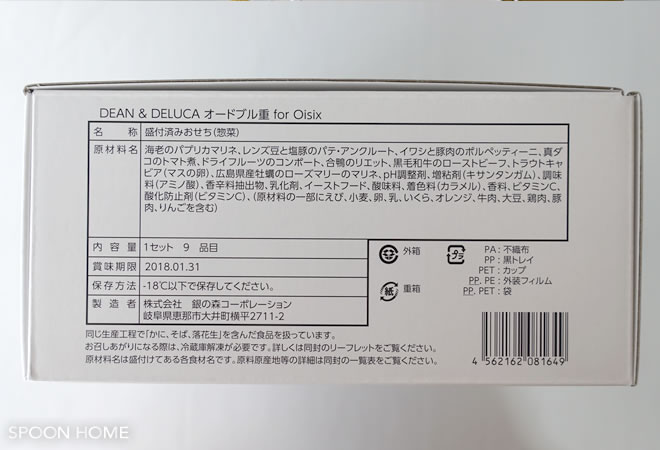 DEAN & DELUCA オードブル重 for Oisix
名称 盛付済みおせち(惣菜)
原材料名 海老のパプリカマリネ、レンズ豆と塩豚のパテ・アンクルート、イワシと豚肉のポルペッティーニ、真ダ
コのトマト煮、ドライフルーツのコンポート、合鴨のリエット、黒毛和牛のローストビーフ、トラウトキャ
ビア(マスの卵)、広島県産牡蠣のローズマリーのマリネ、pH調整剤、増粘剤(キサンタンガム)、調味
料(アミノ酸)、香辛料抽出物、乳化剤、イーストフード、酸味料、着色料(カラメル)、香料、ビタミンC、
酸化防止剤(ビタミンC)、(原材料の一部にえび、小麦、卵、乳、いくら、オレンジ、牛肉、大豆、鶏肉、豚
肉、りんごを含む)
内容量 1セット 9 品目
賞味期限 2018.01.31
保存方法 -18℃以下で保存してください。
製造者 株式会社 銀の森コーポレーション
岐阜県恵那市大井町横平2711-2
紙 外箱
紙 重箱
プラ
PA : 不織布
PP : 黒トレイ
PET : カップ
PP. PE : 外装フィルム
PP. PET : 袋
同じ生産工程で「かに、そば、落花生」を含んだ食品を扱っています。
お召しあがりになる際は、冷蔵庫解凍が必要です。詳しくは同封のリーフレットをご覧ください。
原材料名は盛付けてある各食材名です。原料原産地等の詳細は同封の一覧表をご覧ください。
4 562162 081649
SPOON HOME